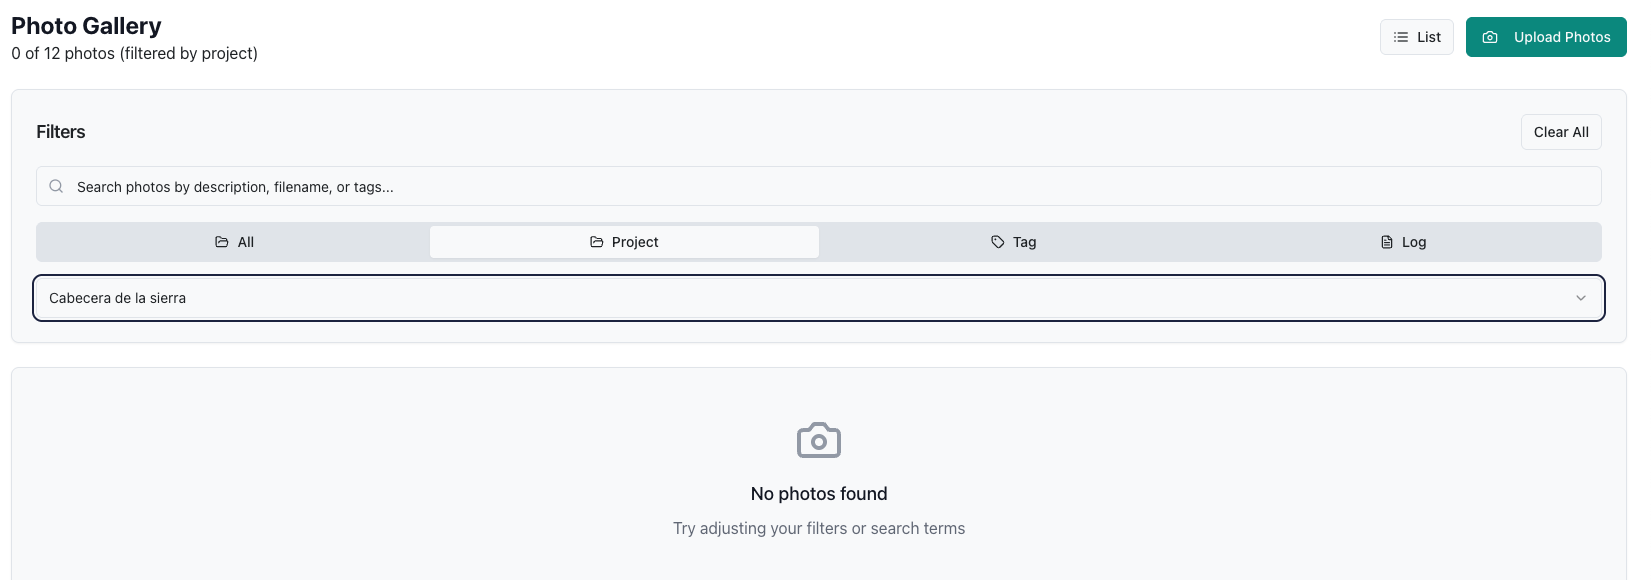 Photo Gallery
0 of 12 photos (filtered by project)
List
Upload Photos
Filters
Clear All
Search photos by description, filename, or tags...
All
Project
Tag
Log
Cabecera de la sierra
No photos found
Try adjusting your filters or search terms